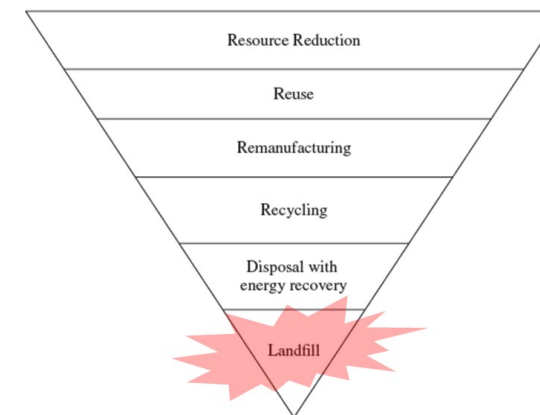 Resource Reduction
Reuse
Remanufacturing
Recycling
Disposal with
energy recovery
Landfill